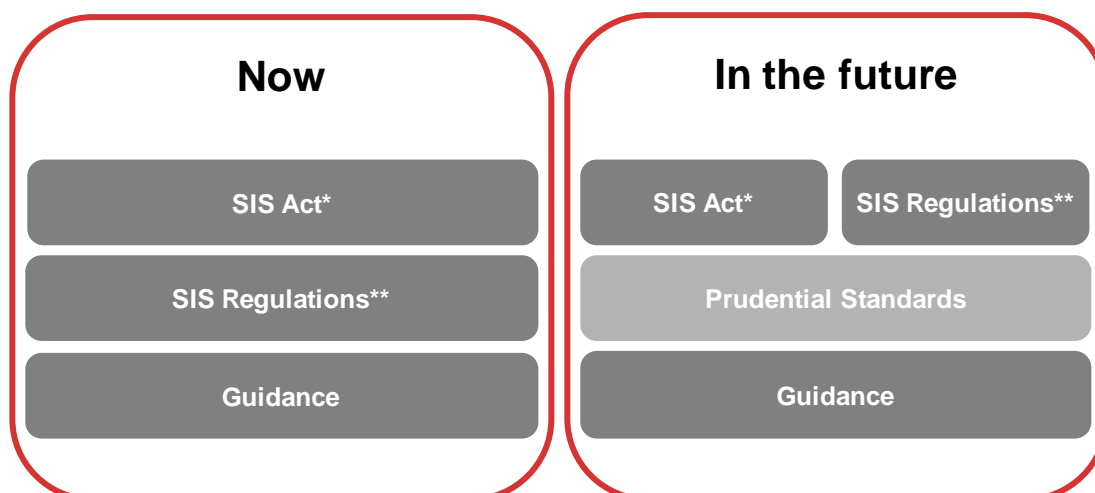 Now
SIS Act*
SIS Regulations**
Guidance
In the future
SIS Act*
SIS Regulations**
Prudential Standards
Guidance